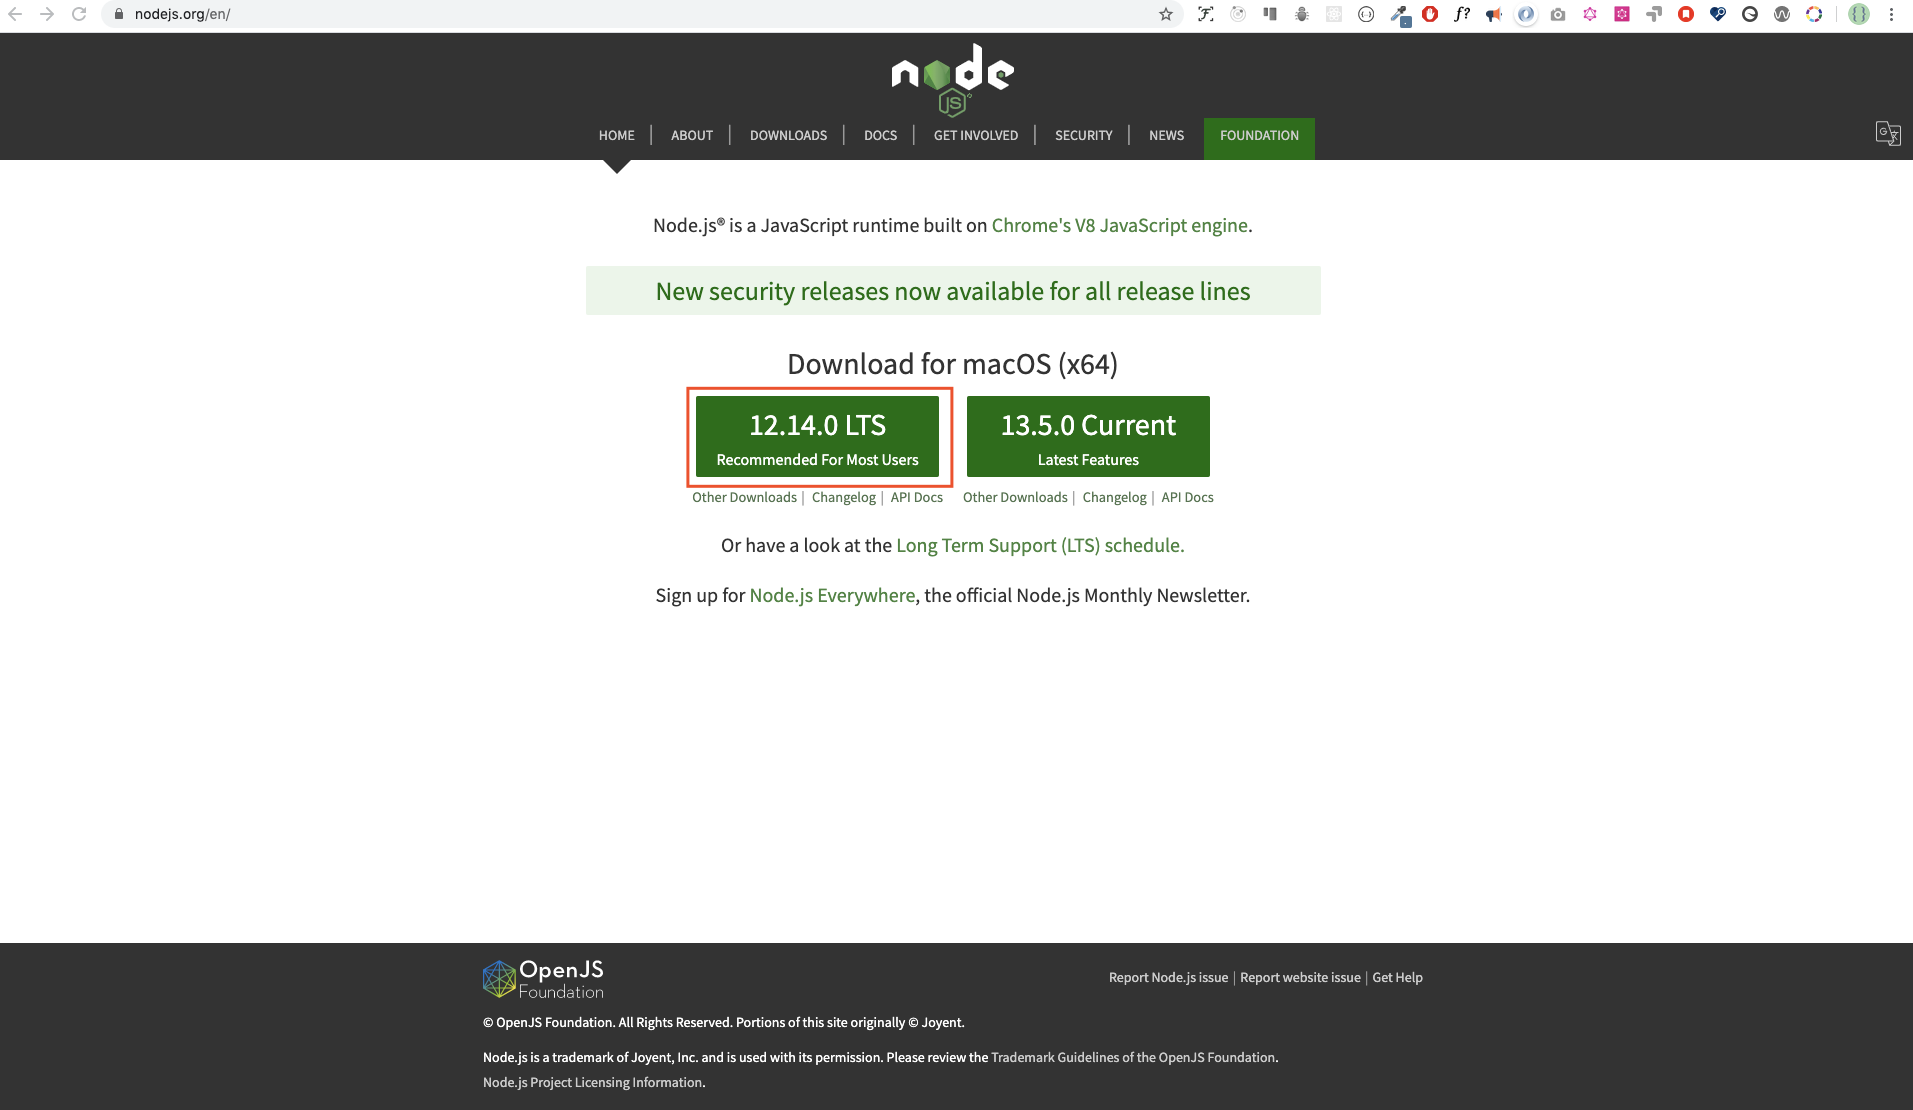 nodejs.org/en/
f?
node
JS
HOME | ABOUT | DOWNLOADS | DOCS | GET INVOLVED | SECURITY | NEWS FOUNDATION
Node.js® is a JavaScript runtime built on Chrome's V8 JavaScript engine.
New security releases now available for all release lines
Download for macOS (x64)
12.14.0 LTS
Recommended For Most Users
13.5.0 Current
Latest Features
Other Downloads | Changelog | API Docs
Other Downloads | Changelog | API Docs
Or have a look at the Long Term Support (LTS) schedule.
Sign up for Node.js Everywhere, the official Node.js Monthly Newsletter.
OpenJS
Foundation
Report Node.js issue | Report website issue | Get Help
© OpenJS Foundation. All Rights Reserved. Portions of this site originally © Joyent.
Node.js is a trademark of Joyent, Inc. and is used with its permission. Please review the Trademark Guidelines of the OpenJS Foundation.
Node.js Project Licensing Information.